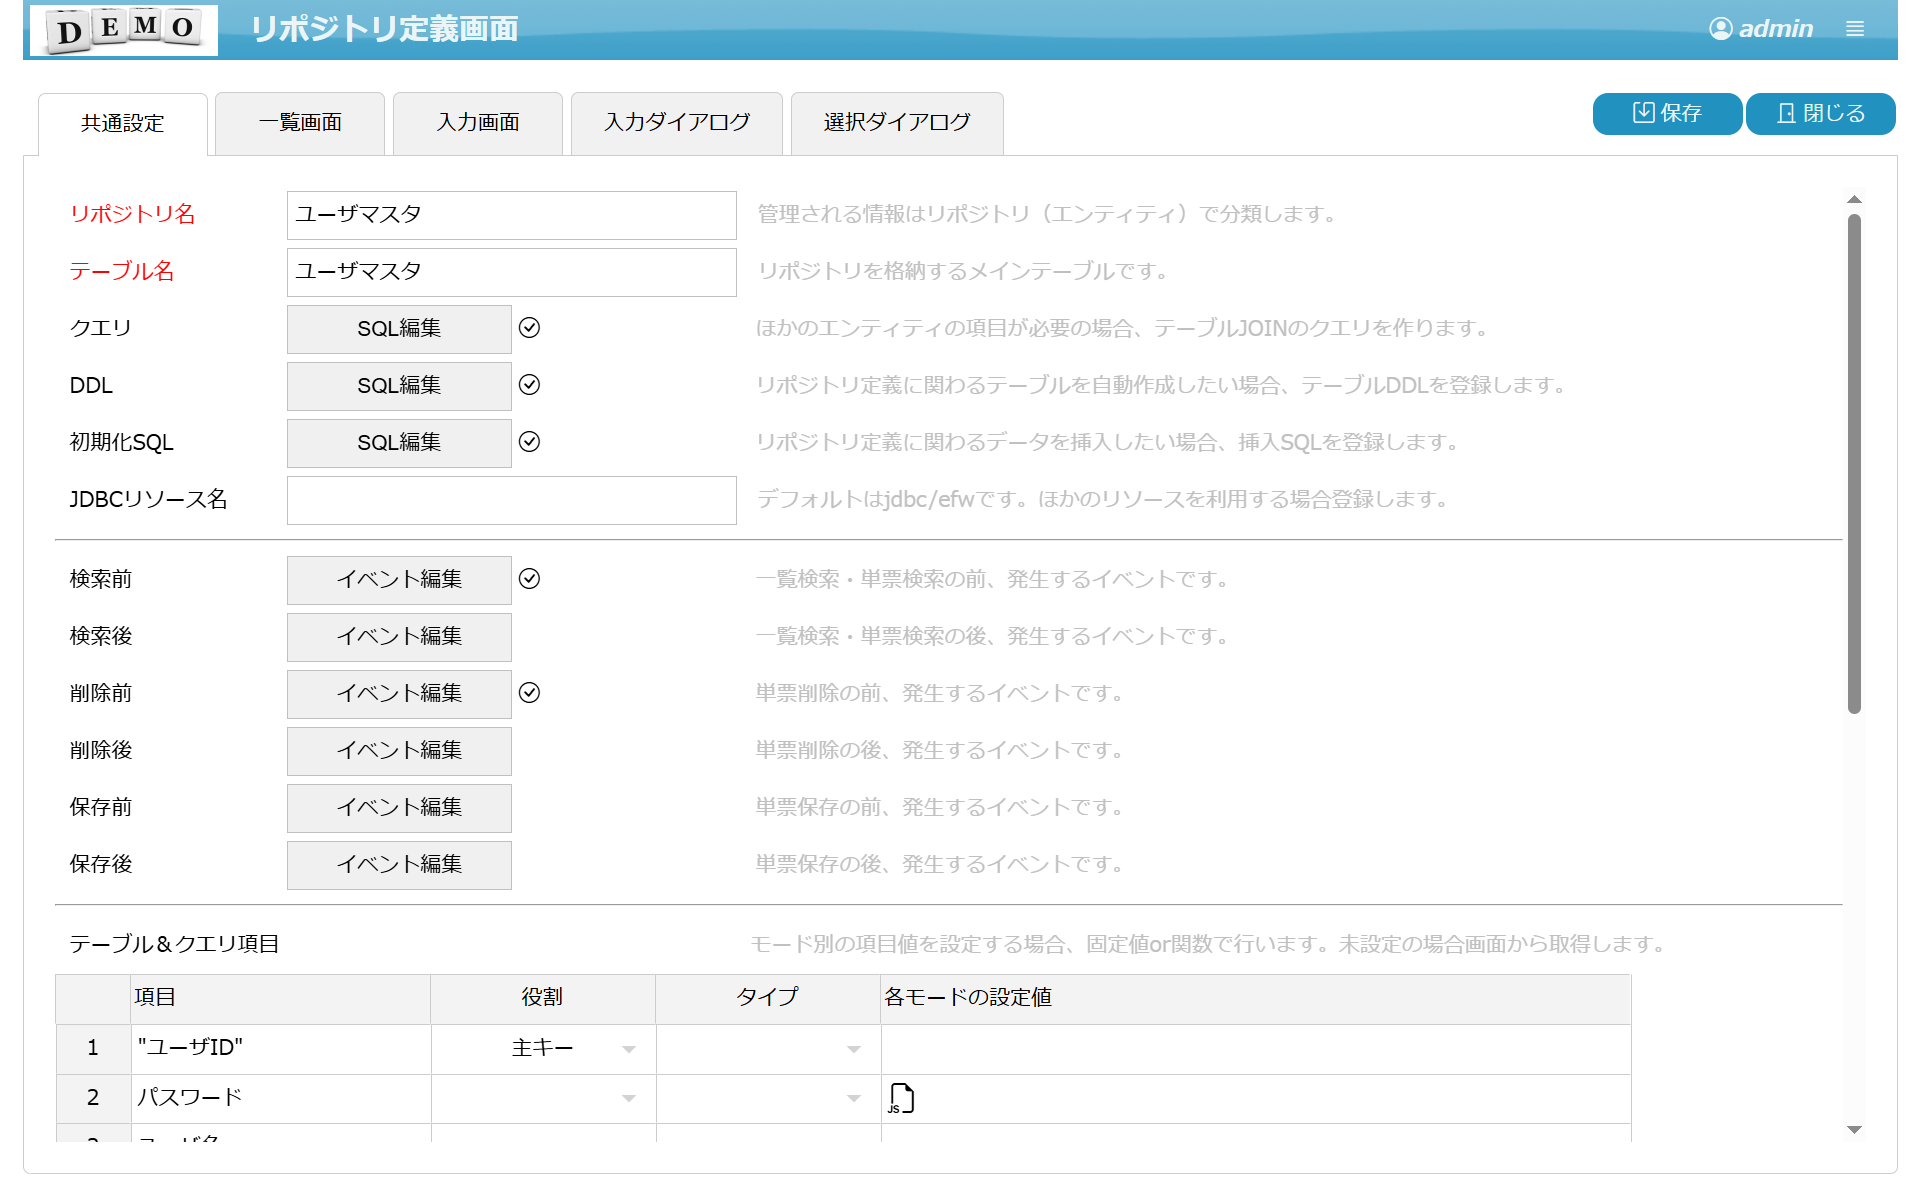 DEMO リポジトリ定義画面 admin
共通設定 一覧画面 入力画面 入力ダイアログ 選択ダイアログ 保存 閉じる
リポジトリ名 ユーザマスタ 管理される情報はリポジトリ（エンティティ）で分類します。
テーブル名 ユーザマスタ リポジトリを格納するメインテーブルです。
クエリ SQL編集 ほかのエンティティの項目が必要の場合、テーブルJOINのクエリを作ります。
DDL SQL編集 リポジトリ定義に関わるテーブルを自動作成したい場合、テーブルDDLを登録します。
初期化SQL SQL編集 リポジトリ定義に関わるデータを挿入したい場合、挿入SQLを登録します。
JDBCリソース名 デフォルトはjdbc/efwです。ほかのリソースを利用する場合登録します。
検索前 イベント編集 一覧検索・単票検索の前、発生するイベントです。
検索後 イベント編集 一覧検索・単票検索の後、発生するイベントです。
削除前 イベント編集 単票削除の前、発生するイベントです。
削除後 イベント編集 単票削除の後、発生するイベントです。
保存前 イベント編集 単票保存の前、発生するイベントです。
保存後 イベント編集 単票保存の後、発生するイベントです。
テーブル＆クエリ項目 モード別の項目値を設定する場合、固定値or関数で行います。未設定の場合画面から取得します。
項目 役割 タイプ 各モードの設定値
1 "ユーザID" 主キー
2 パスワード JS